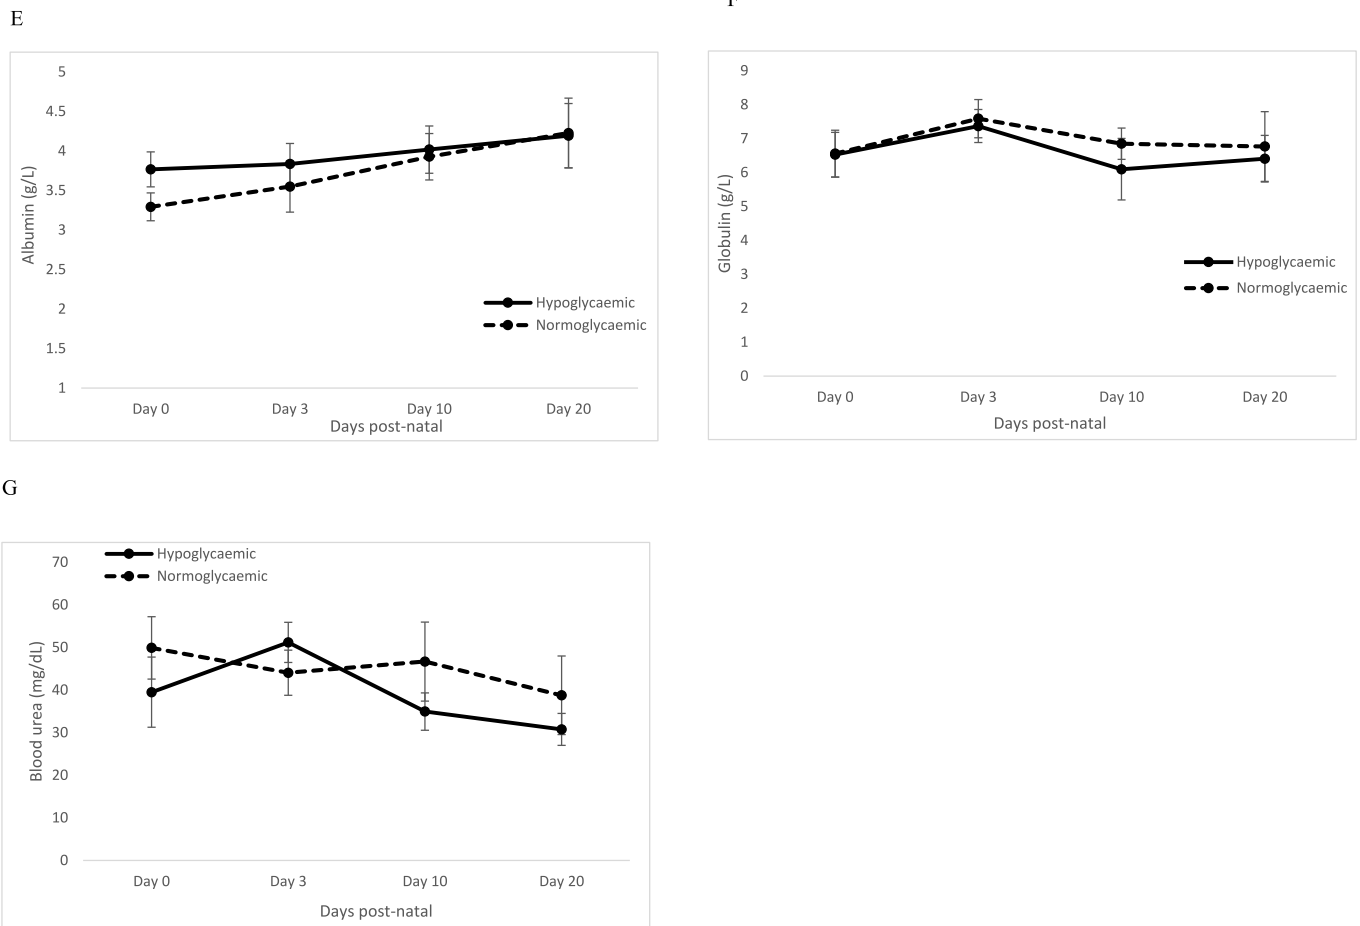 E
5
4.5
4
3.5
3
2.5
2
1.5
1
Albumin (g/L)
Hypoglycaemic
Normoglycaemic
Day 0 Day 3 Day 10 Day 20
Days post-natal
9
8
7
6
5
4
3
2
1
0
Globulin (g/L)
Hypoglycaemic
Normoglycaemic
Day 0 Day 3 Day 10 Day 20
Days post-natal
G
Hypoglycaemic
Normoglycaemic
70
60
50
40
30
20
10
0
Blood urea (mg/dL)
Day 0 Day 3 Day 10 Day 20
Days post-natal